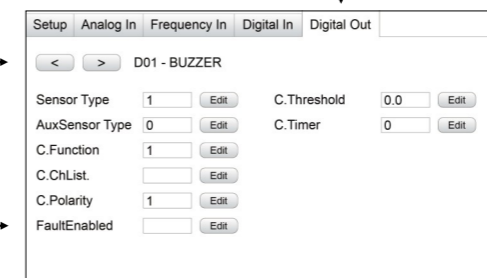 Setup Analog In Frequency In Digital In Digital Out
< > D01 - BUZZER
Sensor Type 1 Edit C.Threshold 0.0 Edit
AuxSensor Type 0 Edit C.Timer 0 Edit
C.Function 1 Edit
C.ChList. Edit
C.Polarity 1 Edit
FaultEnabled Edit